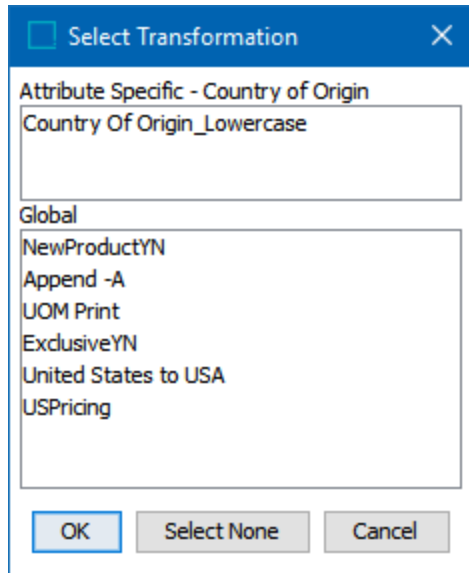 Select Transformation
Attribute Specific - Country of Origin
Country Of Origin_Lowercase
Global
NewProductYN
Append -A
UOM Print
ExclusiveYN
United States to USA
USPricing
OK Select None Cancel